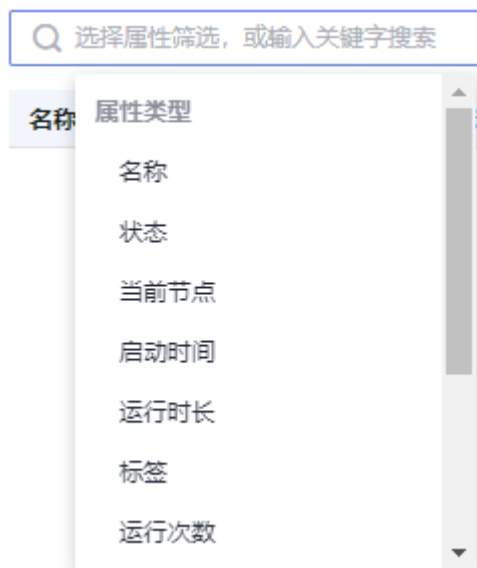 选择属性筛选，或输入关键字搜索
名称
属性类型
名称
状态
当前节点
启动时间
运行时长
标签
运行次数